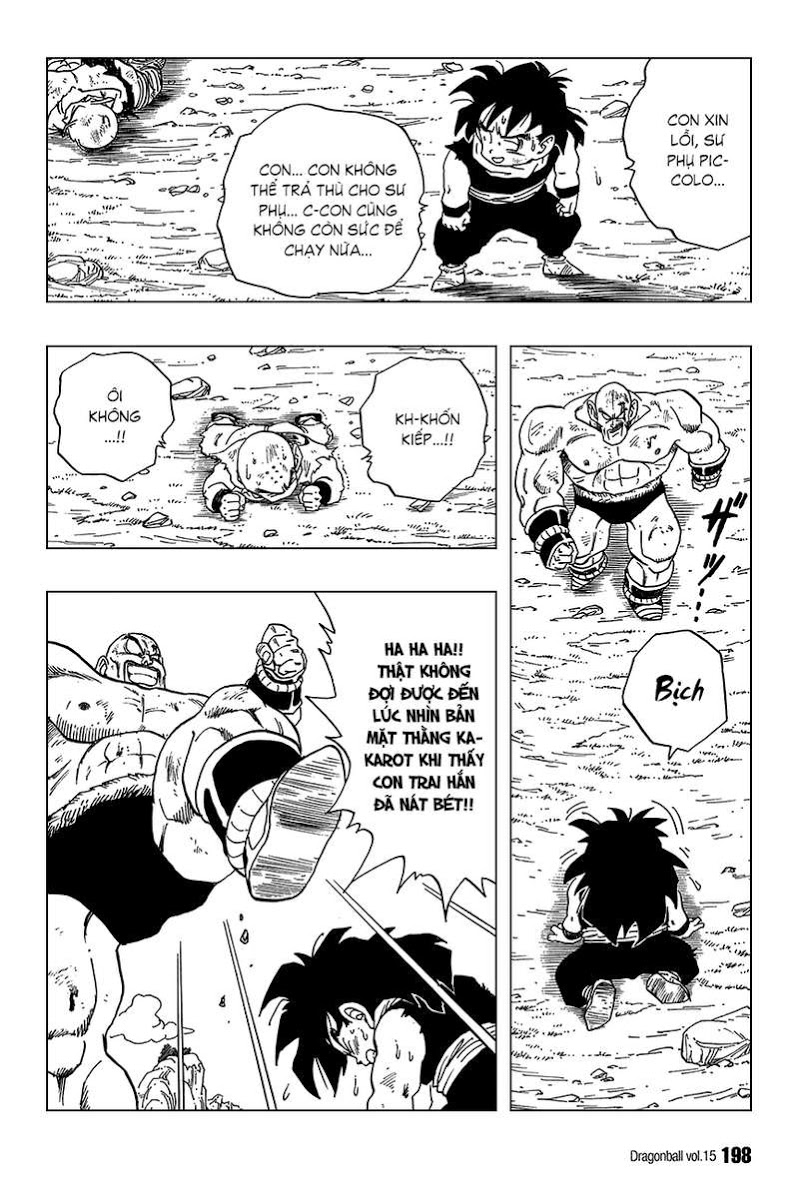 CON XIN
LỖI, SƯ
PHỤ PIC-
COLO...
CON... CON KHÔNG
THỂ TRẢ THÙ CHO SƯ
PHỤ... C-CON CŨNG
KHÔNG CÒN SỨC ĐỂ
CHẠY NỮA...
ÔI
KHÔNG
...!!
KH-KHỐN
KIẾP...!!
ザッ...
Bịch
HA HA HA!!
THẬT KHÔNG
ĐỢI ĐƯỢC ĐẾN
LÚC NHÌN BẢN
MẶT THẰNG KA-
KAROT KHI THẤY
CON TRAI HẮN
ĐÃ NÁT BÉT!!
Dragonball vol.15 198